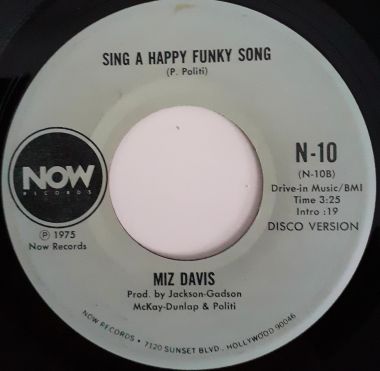 SING A HAPPY FUNKY SONG
(P. Politi)
NOW
RECORDS
Ⓟ 1975
Now Records
N-10
(N-10B)
Drive-in Music/BMI
Time 3:25
Intro :19
DISCO VERSION
MIZ DAVIS
Prod. by Jackson-Gadson
McKay-Dunlap & Politi
NOW RECORDS • 7120 SUNSET BLVD., HOLLYWOOD 90046